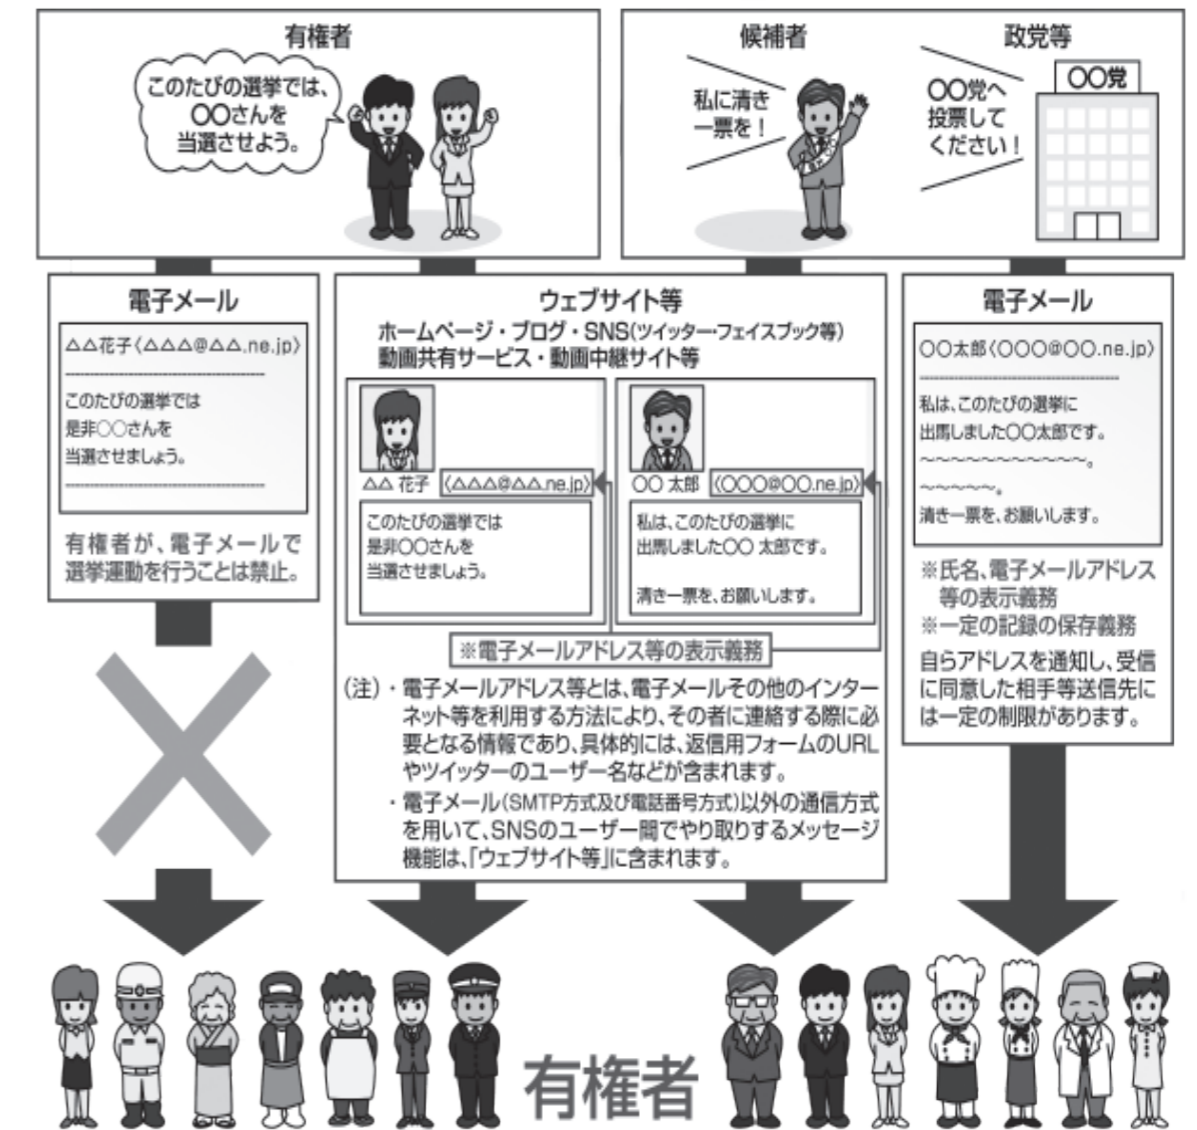 有権者
このたびの選挙では、
〇〇さんを
当選させよう。
候補者
私に清き
一票を！
政党等
〇〇党へ
投票して
ください！
〇〇党
電子メール
△△花子〈△△△@△△.ne.jp〉
このたびの選挙では
是非〇〇さんを
当選させましょう。
有権者が、電子メールで
選挙運動を行うことは禁止。
ウェブサイト等
ホームページ・ブログ・SNS(ツイッター・フェイスブック等)
動画共有サービス・動画中継サイト等
△△ 花子
〈△△△@△△.ne.jp〉
このたびの選挙では
是非〇〇さんを
当選させましょう。
〇〇 太郎
〈〇〇〇@〇〇.ne.jp〉
私は、このたびの選挙に
出馬しました〇〇 太郎です。
清き一票を、お願いします。
※電子メールアドレス等の表示義務
(注)・電子メールアドレス等とは、電子メールその他のインター
ネット等を利用する方法により、その者に連絡する際に必
要となる情報であり、具体的には、返信用フォームのURL
やツイッターのユーザー名などが含まれます。
・電子メール(SMTP方式及び電話番号方式)以外の通信方式
を用いて、SNSのユーザー間でやり取りするメッセージ
機能は、「ウェブサイト等」に含まれます。
電子メール
〇〇太郎〈〇〇〇@〇〇.ne.jp〉
私は、このたびの選挙に
出馬しました〇〇太郎です。
〜〜〜〜〜〜〜〜〜〜〜。
〜〜〜〜〜。
清き一票を、お願いします。
※氏名、電子メールアドレス
等の表示義務
※一定の記録の保存義務
自らアドレスを通知し、受信
に同意した相手等送信先に
は一定の制限があります。
有権者